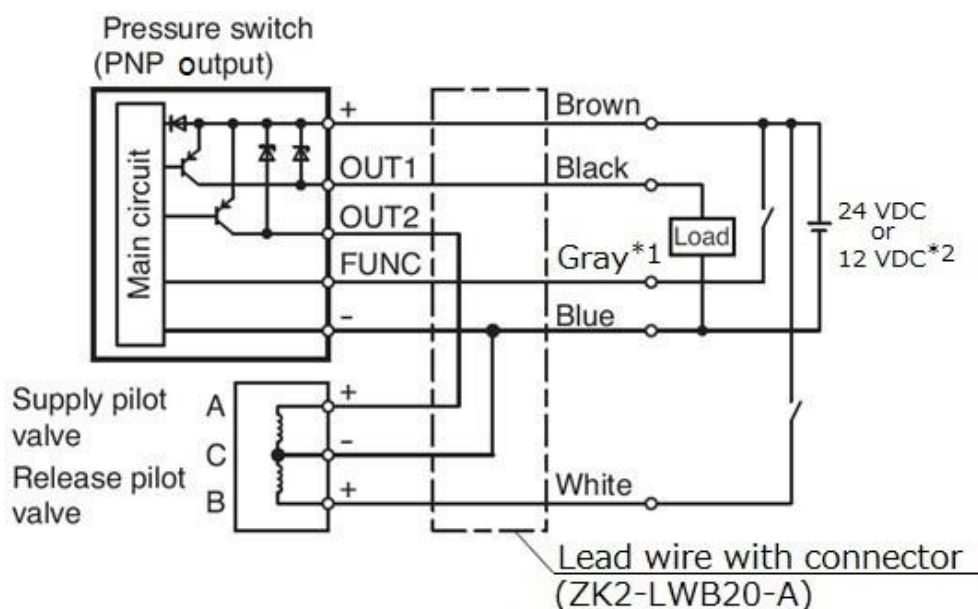 Pressure switch
(PNP output)
Main circuit
+
OUT1
OUT2
FUNC
-
Brown
Black
Gray*1
Blue
Load
24 VDC
or
12 VDC*2
Supply pilot
valve
Release pilot
valve
A
C
B
+
-
+
White
Lead wire with connector
(ZK2-LWB20-A)